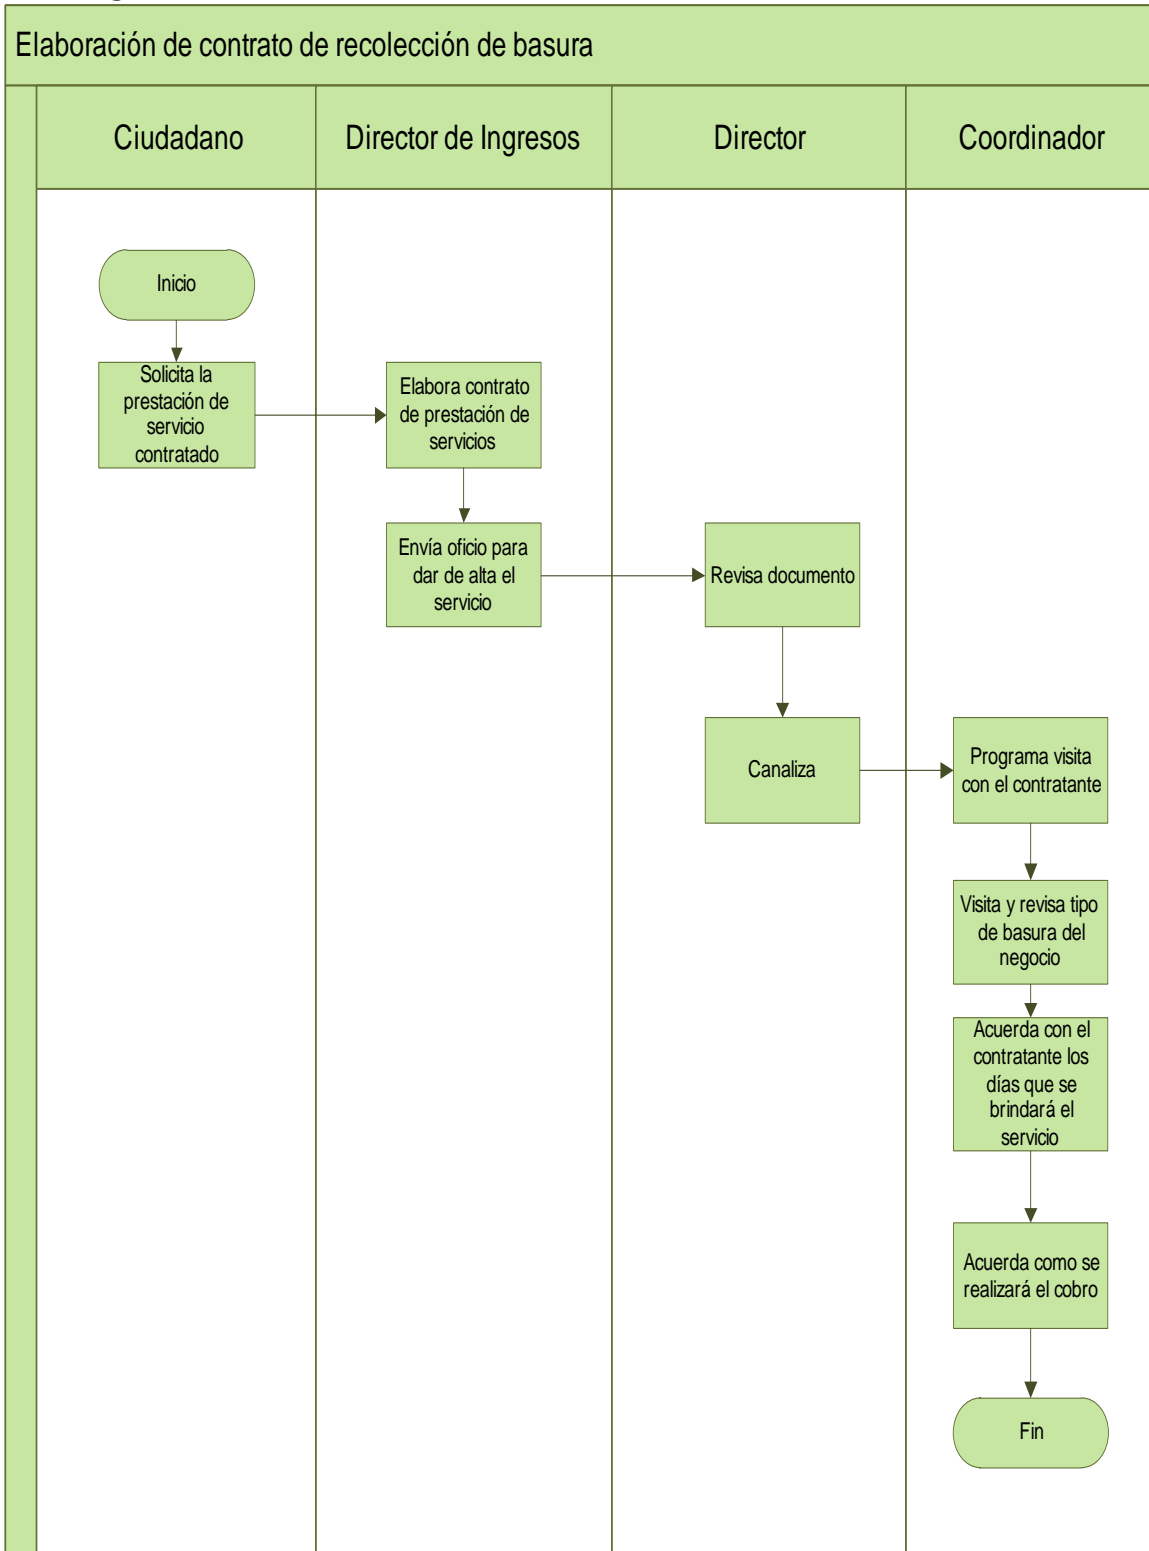 Elaboración de contrato de recolección de basura
Ciudadano
Director de Ingresos
Director
Coordinador
Inicio
Solicita la
prestación de
servicio
contratado
Elabora contrato
de prestación de
servicios
Envía oficio para
dar de alta el
servicio
Revisa documento
Canaliza
Programa visita
con el contratante
Visita y revisa tipo
de basura del
negocio
Acuerda con el
contratante los
días que se
brindará el
servicio
Acuerda como se
realizará el cobro
Fin